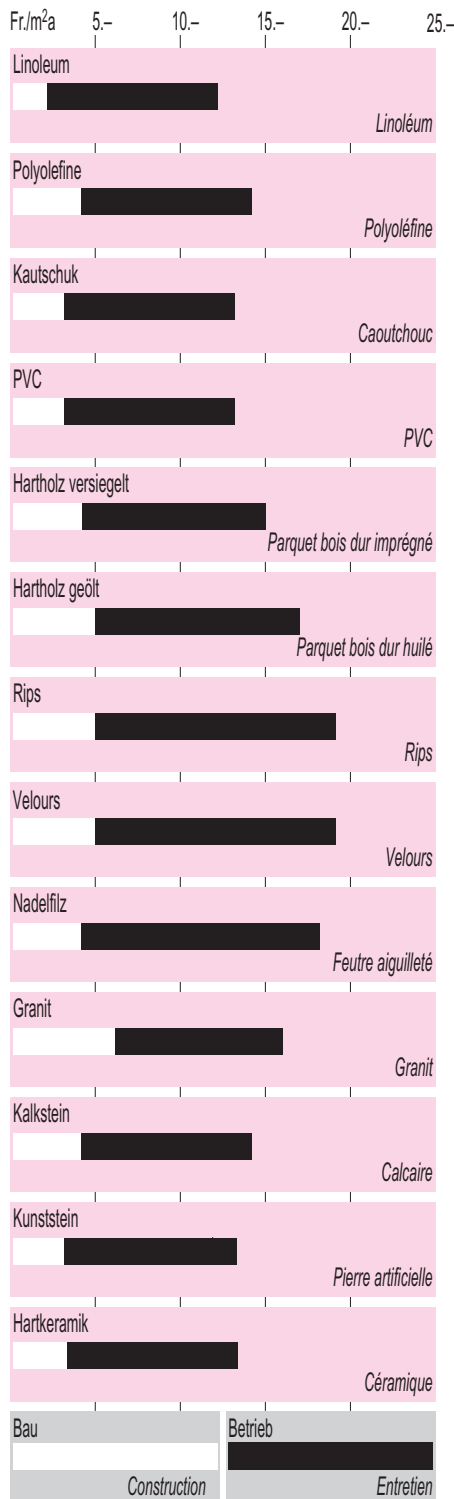 Fr./m²a 5.– 10.– 15.– 20.– 25.–
Linoleum
Linoléum
Polyolefine
Polyoléfine
Kautschuk
Caoutchouc
PVC
PVC
Hartholz versiegelt
Parquet bois dur imprégné
Hartholz geölt
Parquet bois dur huilé
Rips
Rips
Velours
Velours
Nadelfilz
Feutre aiguilleté
Granit
Granit
Kalkstein
Calcaire
Kunststein
Pierre artificielle
Hartkeramik
Céramique
Bau Betrieb
Construction Entretien